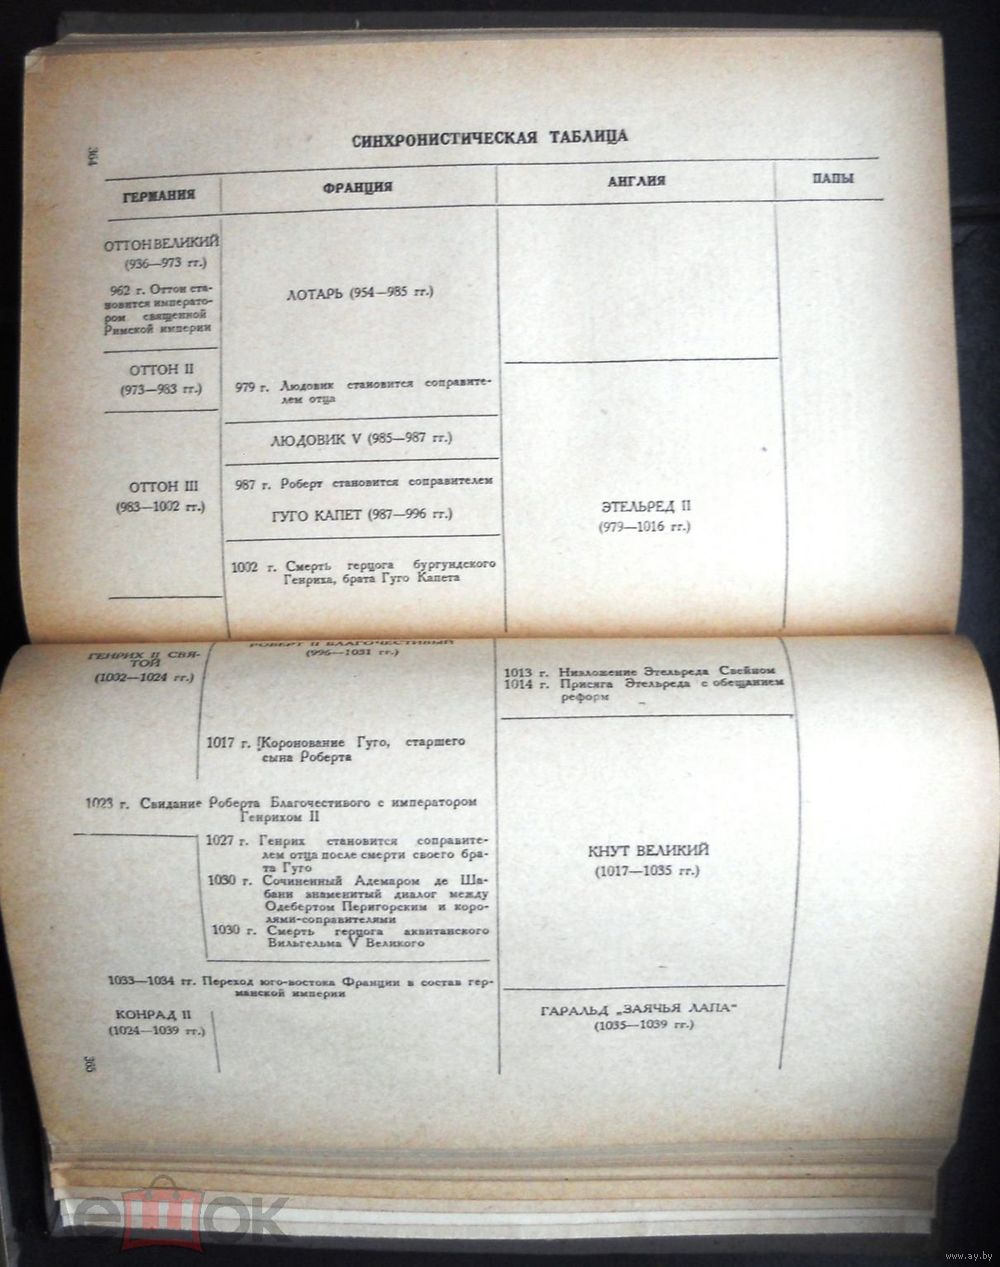 364
СИНХРОНИСТИЧЕСКАЯ ТАБЛИЦА
ГЕРМАНИЯ
ФРАНЦИЯ
АНГЛИЯ
ПАПЫ
ОТТОН ВЕЛИКИЙ
(936—973 гг.)
962 г. Оттон ста-
новится императо-
ром священной
Римской империи
ОТТОН II
(973—983 гг.)
ОТТОН III
(983—1002 гг.)
ЛОТАРЬ (954—985 гг.)
979 г. Людовик становится соправите-
лем отца
ЛЮДОВИК V (985—987 гг.)
987 г. Роберт становится соправителем
ГУГО КАПЕТ (987—996 гг.)
1002 г. Смерть герцога бургундского
Генриха, брата Гуго Капета
ЭТЕЛЬРЕД II
(979—1016 гг.)
ГЕНРИХ II СВЯ-
ТОЙ
(1002—1024 гг.)
РОБЕРТ II БЛАГОЧЕСТИВЫЙ
(996—1031 гг.)
1017 г. Коронование Гуго, старшего
сына Роберта
1023 г. Свидание Роберта Благочестивого с императором
Генрихом II
1027 г. Генрих становится соправите-
лем отца после смерти своего бра-
та Гуго
1030 г. Сочиненный Адемаром де Ша-
бани знаменитый диалог между
Одебертом Перигорским и коро-
лями-соправителями
1030 г. Смерть герцога аквитанского
Вильгельма V Великого
1033—1034 гг. Переход юго-востока Франции в состав гер-
манской империи
КОНРАД II
(1024—1039 гг.)
1013 г. Низложение Этельреда Свейном
1014 г. Присяга Этельреда с обещанием
реформ
КНУТ ВЕЛИКИЙ
(1017—1035 гг.)
ГАРАЛЬД „ЗАЯЧЬЯ ЛАПА"
(1035—1039 гг.)
365
ешок
www.ay.by